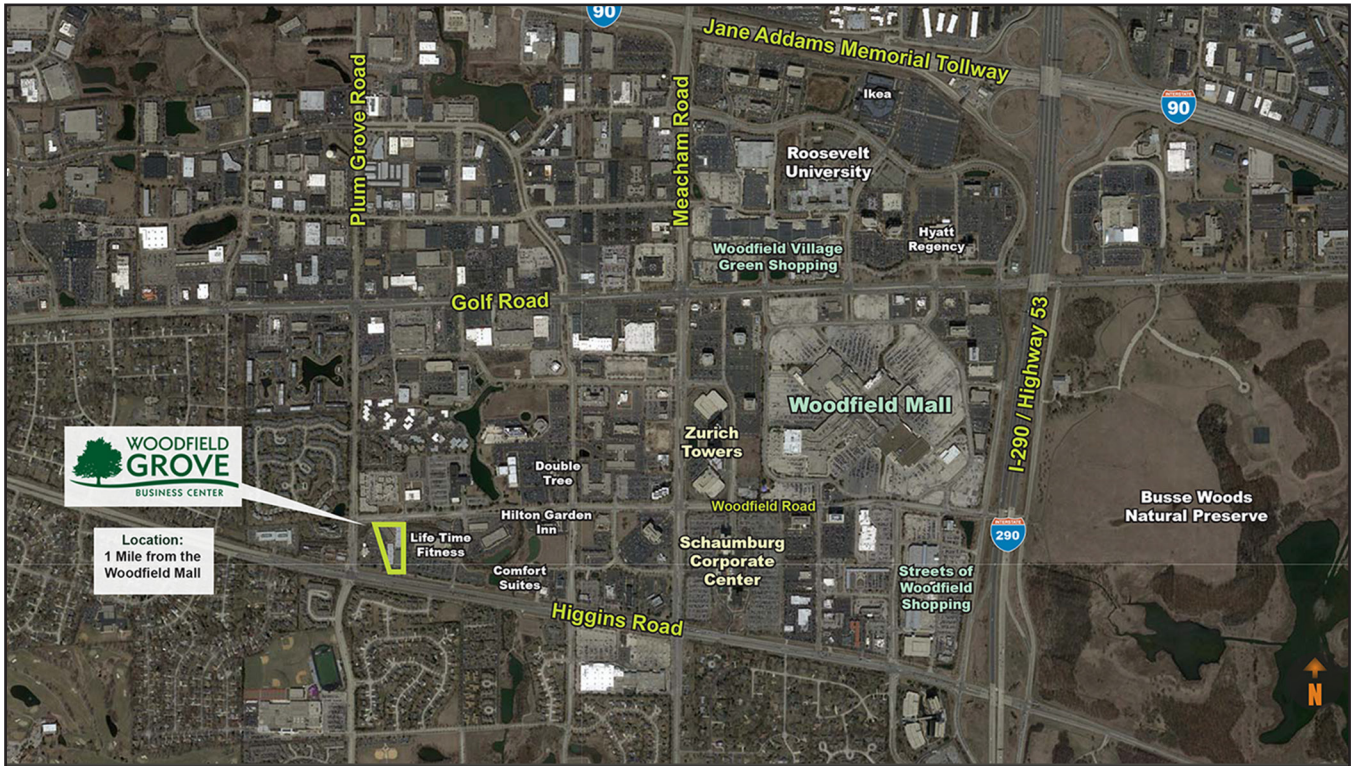 90
Jane Addams Memorial Tollway
Plum Grove Road
Meacham Road
Ikea
INTERSTATE
90
Roosevelt
University
Hyatt
Regency
Woodfield Village
Green Shopping
Golf Road
I-290 / Highway 53
Woodfield Mall
WOODFIELD
GROVE
BUSINESS CENTER
Zurich
Towers
Double
Tree
Woodfield Road
Busse Woods
Natural Preserve
Hilton Garden
Inn
Location:
1 Mile from the
Woodfield Mall
Life Time
Fitness
INTERSTATE
290
Schaumburg
Corporate
Center
Comfort
Suites
Streets of
Woodfield
Shopping
Higgins Road
N